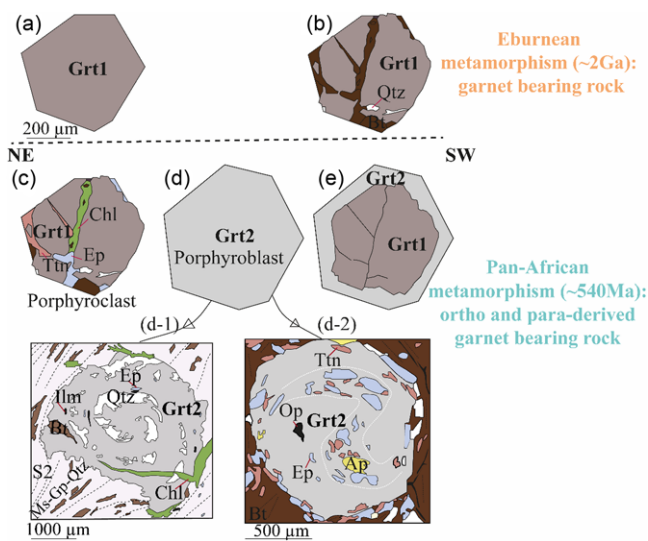 (a)
Grt1
200 µm
(b)
Grt1
Qtz
Bt
Eburnean
metamorphism (~2Ga):
garnet bearing rock
NE
SW
(c)
Grt1
Chl
Ep
Ttn
Porphyroclast
(d)
Grt2
Porphyroblast
(e)
Grt2
Grt1
Pan-African
metamorphism (~540Ma):
ortho and para-derived
garnet bearing rock
(d-1)
(d-2)
Ep
Qtz
Ilm
Grt2
Bt
S2
Ms-Gp-Qtz
Chl
1000 µm
Ttn
Op
Grt2
Ep
Ap
Bt
500 µm